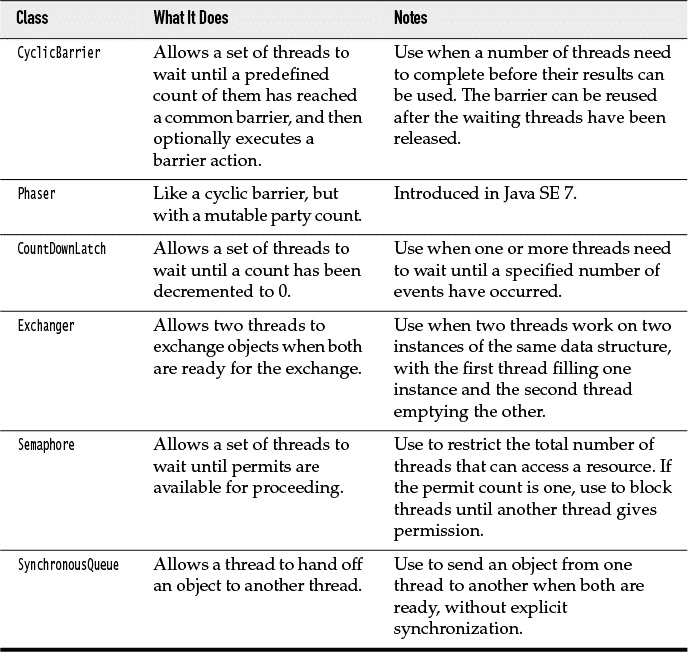 Class What It Does Notes
CyclicBarrier Allows a set of threads to Use when a number of threads need
wait until a predefined to complete before their results can
count of them has reached be used. The barrier can be reused
a common barrier, and then after the waiting threads have been
optionally executes a released.
barrier action.
Phaser Like a cyclic barrier, but Introduced in Java SE 7.
with a mutable party count.
CountDownLatch Allows a set of threads to Use when one or more threads need
wait until a count has been to wait until a specified number of
decremented to 0. events have occurred.
Exchanger Allows two threads to Use when two threads work on two
exchange objects when both instances of the same data structure,
are ready for the exchange. with the first thread filling one
instance and the second thread
emptying the other.
Semaphore Allows a set of threads to Use to restrict the total number of
wait until permits are threads that can access a resource. If
available for proceeding. the permit count is one, use to block
threads until another thread gives
permission.
SynchronousQueue Allows a thread to hand off Use to send an object from one
an object to another thread. thread to another when both are
ready, without explicit
synchronization.